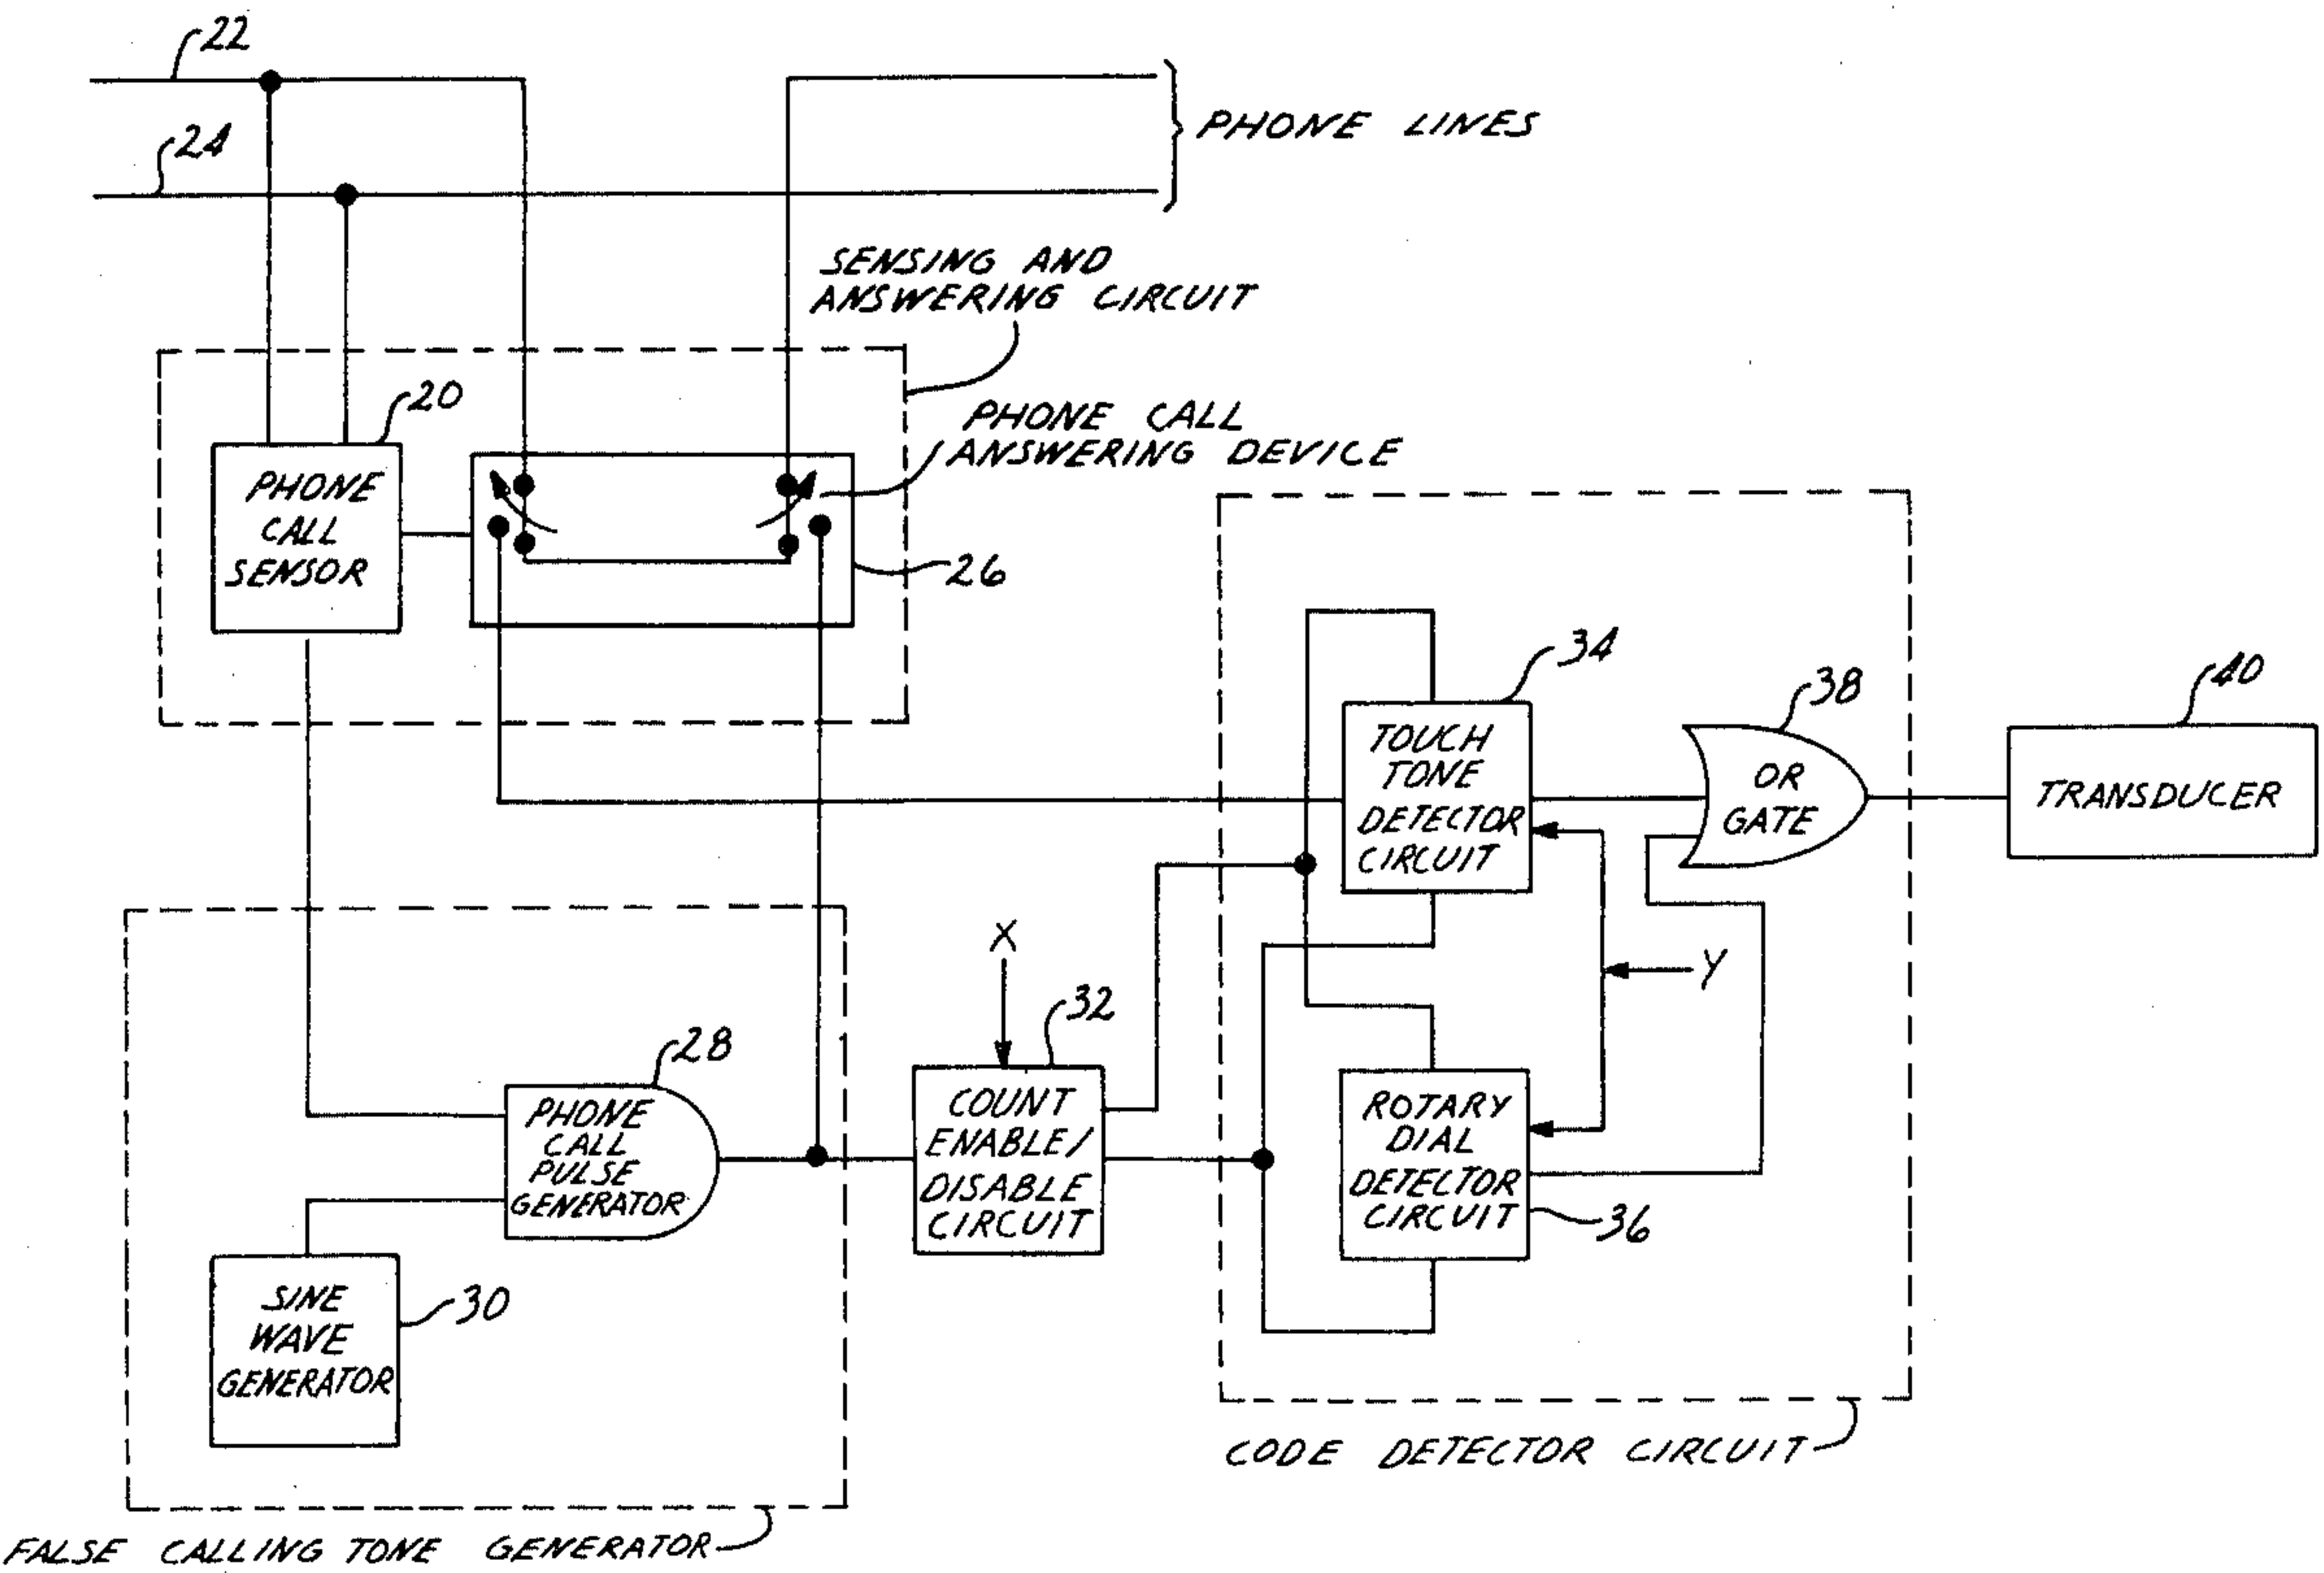 22
24
PHONE LINES
SENSING AND
ANSWERING CIRCUIT
20
PHONE CALL
ANSWERING DEVICE
PHONE
CALL
SENSOR
26
34
38
40
TOUCH
TONE
DETECTOR
CIRCUIT
OR
GATE
TRANSDUCER
X
Y
32
28
PHONE
CALL
PULSE
GENERATOR
COUNT
ENABLE/
DISABLE
CIRCUIT
ROTARY
DIAL
DETECTOR
CIRCUIT
36
SINE
WAVE
GENERATOR
30
CODE DETECTOR CIRCUIT
FALSE CALLING TONE GENERATOR